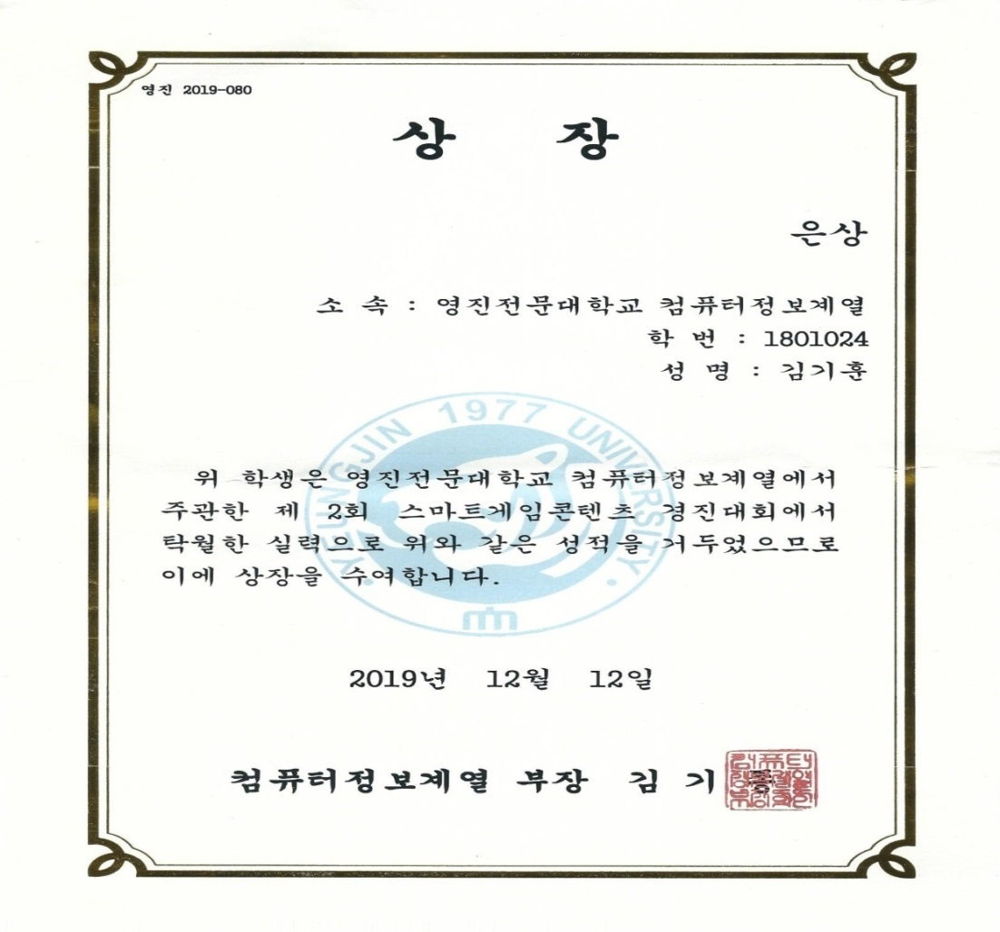 영진 2019-080
상 장
은상
소 속 : 영진전문대학교 컴퓨터정보계열
학 번 : 1801024
성 명 : 김기훈
YEUNGJIN 1977 UNIVERSITY
위 학생은 영진전문대학교 컴퓨터정보계열에서
주관한 제 2회 스마트게임콘텐츠 경진대회에서
탁월한 실력으로 위와 같은 성적을 거두었으므로
이에 상장을 수여합니다.
2019년 12월 12일
컴퓨터정보계열 부장 김 기